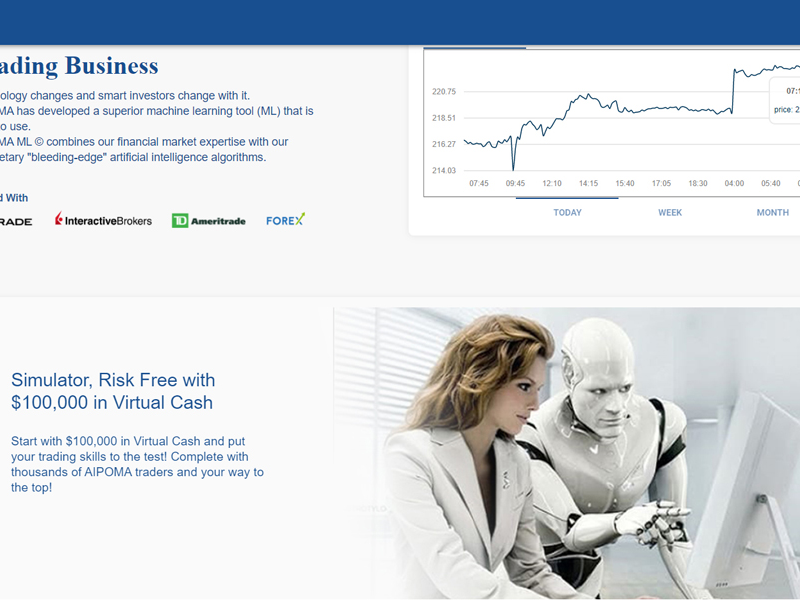 ading Business
ology changes and smart investors change with it.
MA has developed a superior machine learning tool (ML) that is
o use.
MA ML © combines our financial market expertise with our
etary "bleeding-edge" artificial intelligence algorithms.
d With
RADE InteractiveBrokers TD Ameritrade FOREX
220.75
218.51
216.27
214.03
07:1
price: 2
07:45 09:45 12:10 14:15 15:40 17:05 18:30 04:00 05:40 0
TODAY WEEK MONTH
Simulator, Risk Free with
$100,000 in Virtual Cash
Start with $100,000 in Virtual Cash and put
your trading skills to the test! Complete with
thousands of AIPOMA traders and your way to
the top!